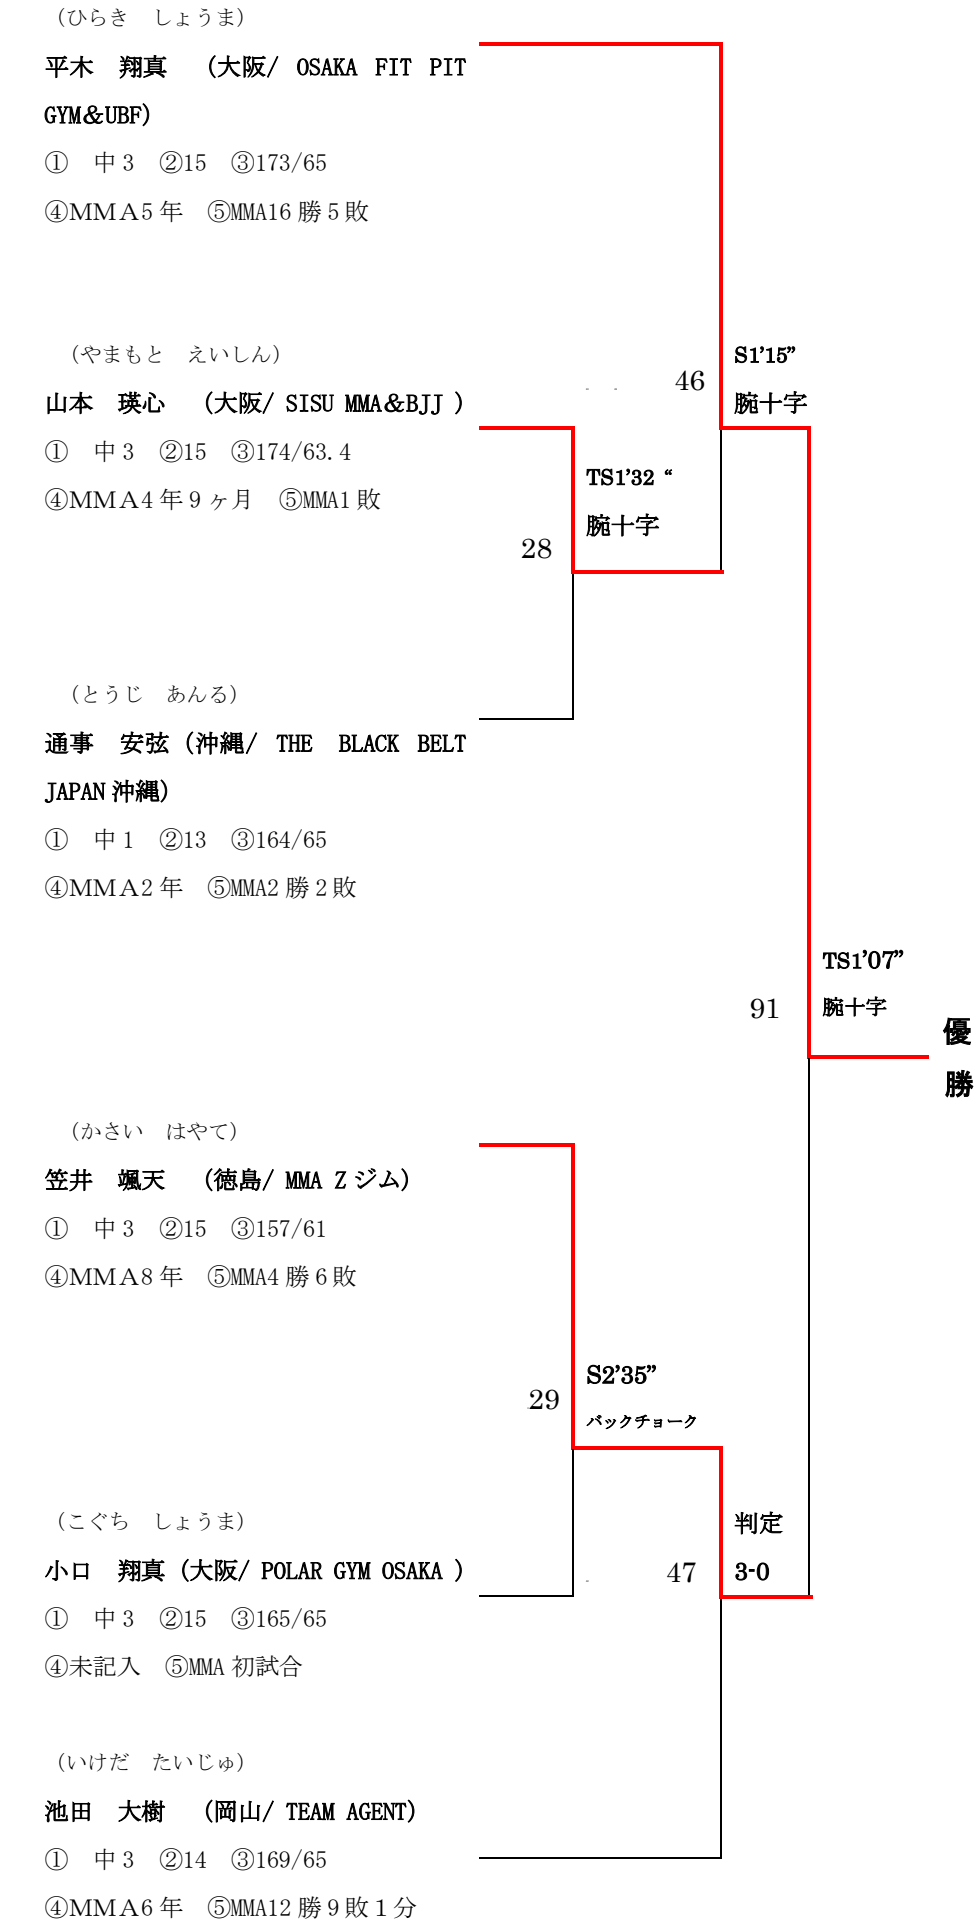 （ひらき　しょうま）
平木　翔真　（大阪/ OSAKA FIT PIT
GYM＆UBF）
①　中3　②15　③173/65
④ＭＭＡ5年　⑤MMA16勝5敗
（やまもと　えいしん）
S1’15”
46
山本　瑛心　（大阪/ SISU MMA＆BJJ ）
腕十字
①　中3　②15　③174/63.4
TS1’32 “
④ＭＭＡ4年9ヶ月　⑤MMA1敗
腕十字
28
（とうじ　あんる）
通事　安弦（沖縄/ THE BLACK BELT
JAPAN沖縄）
①　中1　②13　③164/65
④ＭＭＡ2年　⑤MMA2勝2敗
TS1’07”
91
腕十字
優
勝
（かさい　はやて）
笠井　颯天　（徳島/ MMA Zジム）
①　中3　②15　③157/61
④ＭＭＡ8年　⑤MMA4勝6敗
S2’35”
29
バックチョーク
（こぐち　しょうま）
判定
小口　翔真（大阪/ POLAR GYM OSAKA ）
47
3-0
①　中3　②15　③165/65
④未記入　⑤MMA初試合
（いけだ　たいじゅ）
池田　大樹　（岡山/ TEAM AGENT）
①　中3　②14　③169/65
④ＭＭＡ6年　⑤MMA12勝9敗１分